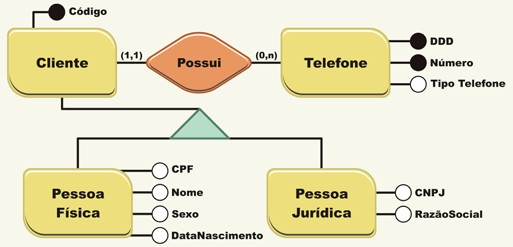 Código
Cliente
(1,1)
Possui
(0,n)
Telefone
DDD
Número
Tipo Telefone
Pessoa
Física
CPF
Nome
Sexo
DataNascimento
Pessoa
Jurídica
CNPJ
RazãoSocial